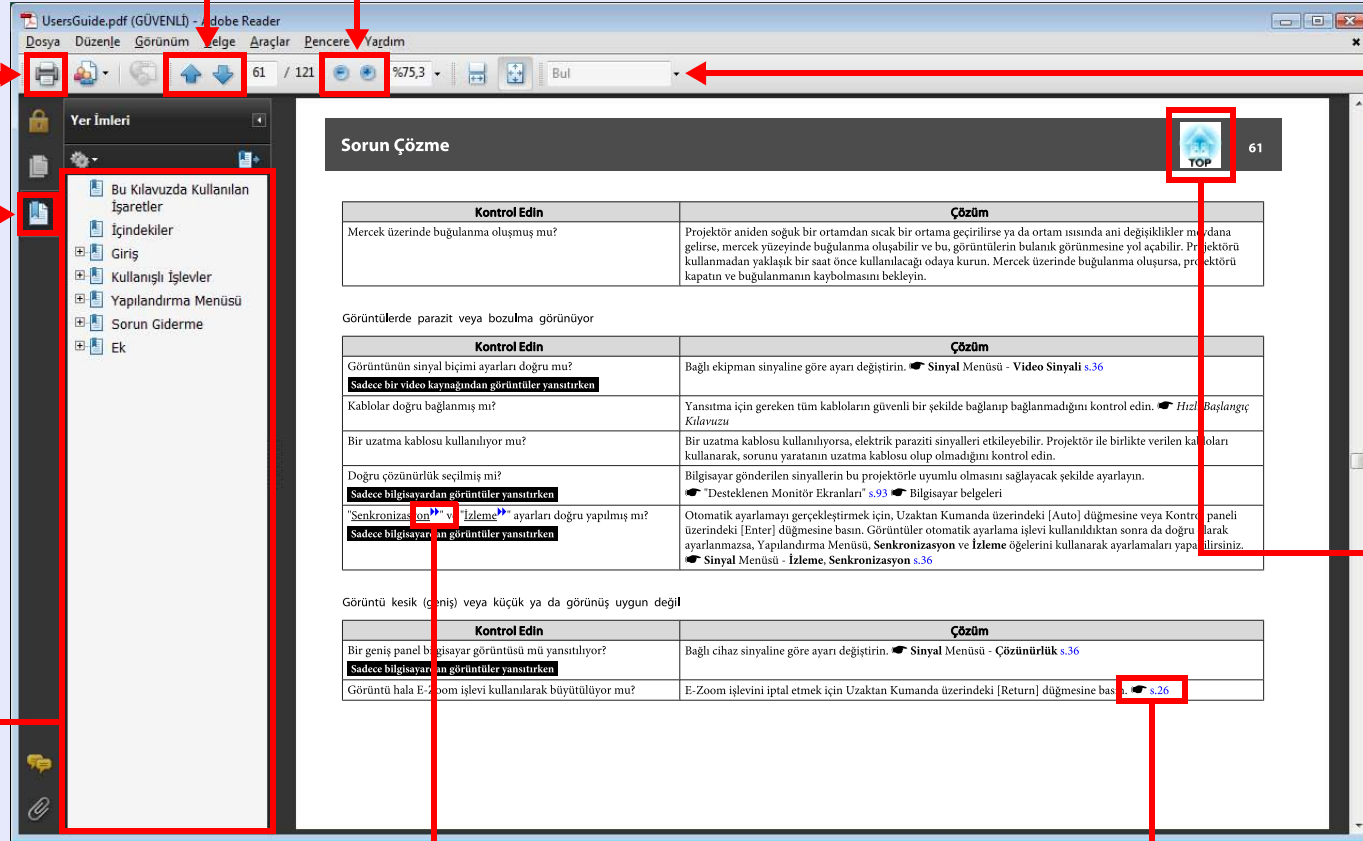 UsersGuide.pdf (GÜVENLİ) - Adobe Reader
Dosya Düzenle Görünüm Belge Araçlar Pencere Yardım
61 / 121 %75,3 Bul
Yer İmleri
Bu Kılavuzda Kullanılan
İşaretler
İçindekiler
Giriş
Kullanışlı İşlevler
Yapılandırma Menüsü
Sorun Giderme
Ek
Sorun Çözme
TOP
61
Kontrol Edin Çözüm
Mercek üzerinde buğulanma oluşmuş mu?
Projektör aniden soğuk bir ortamdan sıcak bir ortama geçirilirse ya da ortam ısısında ani değişiklikler meydana
gelirse, mercek yüzeyinde buğulanma oluşabilir ve bu, görüntülerin bulanık görünmesine yol açabilir. Projektörü
kullanmadan yaklaşık bir saat önce kullanılacağı odaya kurun. Mercek üzerinde buğulanma oluşursa, projektörü
kapatın ve buğulanmanın kaybolmasını bekleyin.
Görüntülerde parazit veya bozulma görünüyor
Kontrol Edin Çözüm
Görüntünün sinyal biçimi ayarları doğru mu?
Sadece bir video kaynağından görüntüler yansıtırken
Bağlı ekipman sinyaline göre ayarı değiştirin. ☛ Sinyal Menüsü - Video Sinyali s.36
Kablolar doğru bağlanmış mı?
Yansıtma için gereken tüm kabloların güvenli bir şekilde bağlanıp bağlanmadığını kontrol edin. ☛ Hızlı Başlangıç
Kılavuzu
Bir uzatma kablosu kullanılıyor mu?
Bir uzatma kablosu kullanılıyorsa, elektrik paraziti sinyalleri etkileyebilir. Projektör ile birlikte verilen kabloları
kullanarak, sorunu yaratanın uzatma kablosu olup olmadığını kontrol edin.
Doğru çözünürlük seçilmiş mi?
Sadece bilgisayardan görüntüler yansıtırken
Bilgisayar gönderilen sinyallerin bu projektörle uyumlu olmasını sağlayacak şekilde ayarlayın.
☛ "Desteklenen Monitör Ekranları" s.93 ☛ Bilgisayar belgeleri
"Senkronizasyon" ve "İzleme" ayarları doğru yapılmış mı?
Sadece bilgisayardan görüntüler yansıtırken
Otomatik ayarlamayı gerçekleştirmek için, Uzaktan Kumanda üzerindeki [Auto] düğmesine veya Kontrol paneli
üzerindeki [Enter] düğmesine basın. Görüntüler otomatik ayarlama işlevi kullanıldıktan sonra da doğru olarak
ayarlanmazsa, Yapılandırma Menüsü, Senkronizasyon ve İzleme öğelerini kullanarak ayarlamaları yapabilirsiniz.
☛ Sinyal Menüsü - İzleme, Senkronizasyon s.36
Görüntü kesik (geniş) veya küçük ya da görünüş uygun değil
Kontrol Edin Çözüm
Bir geniş panel bilgisayar görüntüsü mü yansıtılıyor?
Sadece bilgisayardan görüntüler yansıtırken
Bağlı cihaz sinyaline göre ayarı değiştirin. ☛ Sinyal Menüsü - Çözünürlük s.36
Görüntü hala E-Zoom işlevi kullanılarak büyütülüyor mu?
E-Zoom işlevini iptal etmek için Uzaktan Kumanda üzerindeki [Return] düğmesine basın. ☛ s.26